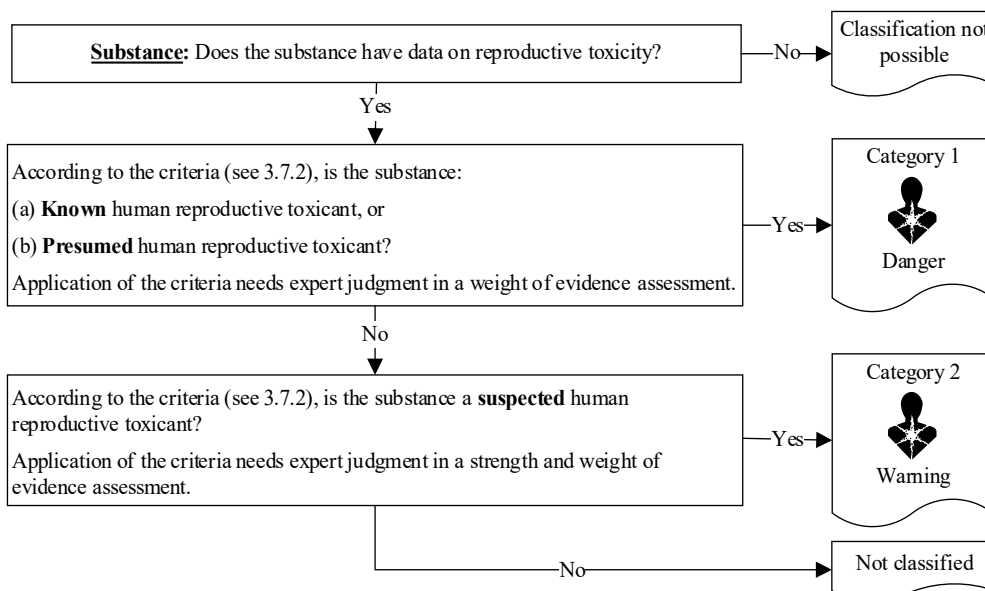 Substance: Does the substance have data on reproductive toxicity?
No
Classification not
possible
Yes
According to the criteria (see 3.7.2), is the substance:
(a) Known human reproductive toxicant, or
(b) Presumed human reproductive toxicant?
Application of the criteria needs expert judgment in a weight of evidence assessment.
Yes
Category 1
Danger
No
According to the criteria (see 3.7.2), is the substance a suspected human
reproductive toxicant?
Application of the criteria needs expert judgment in a strength and weight of
evidence assessment.
Yes
Category 2
Warning
No
Not classified